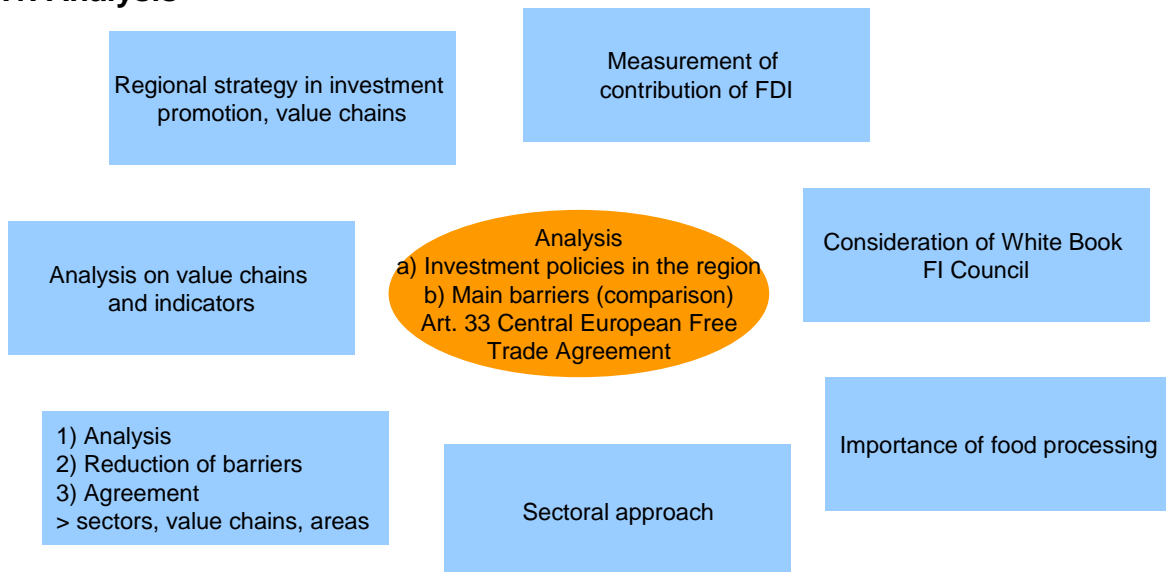 Analysis
Regional strategy in investment
promotion, value chains
Measurement of
contribution of FDI
Analysis on value chains
and indicators
Analysis
a) Investment policies in the region
b) Main barriers (comparison)
Art. 33 Central European Free
Trade Agreement
Consideration of White Book
FI Council
1) Analysis
2) Reduction of barriers
3) Agreement
> sectors, value chains, areas
Sectoral approach
Importance of food processing